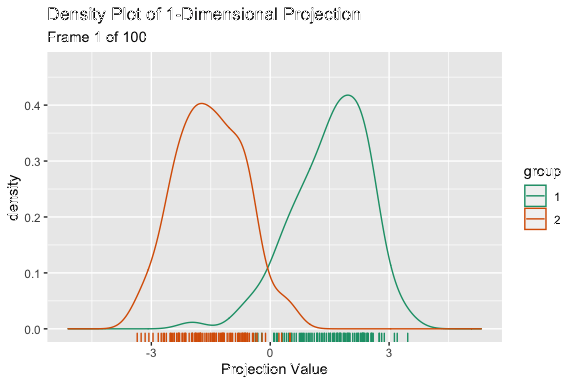 Density Plot of 1-Dimensional Projection
Frame 1 of 100
0.4
0.3
0.2
0.1
0.0
density
-3
0
3
Projection Value
group
1
2